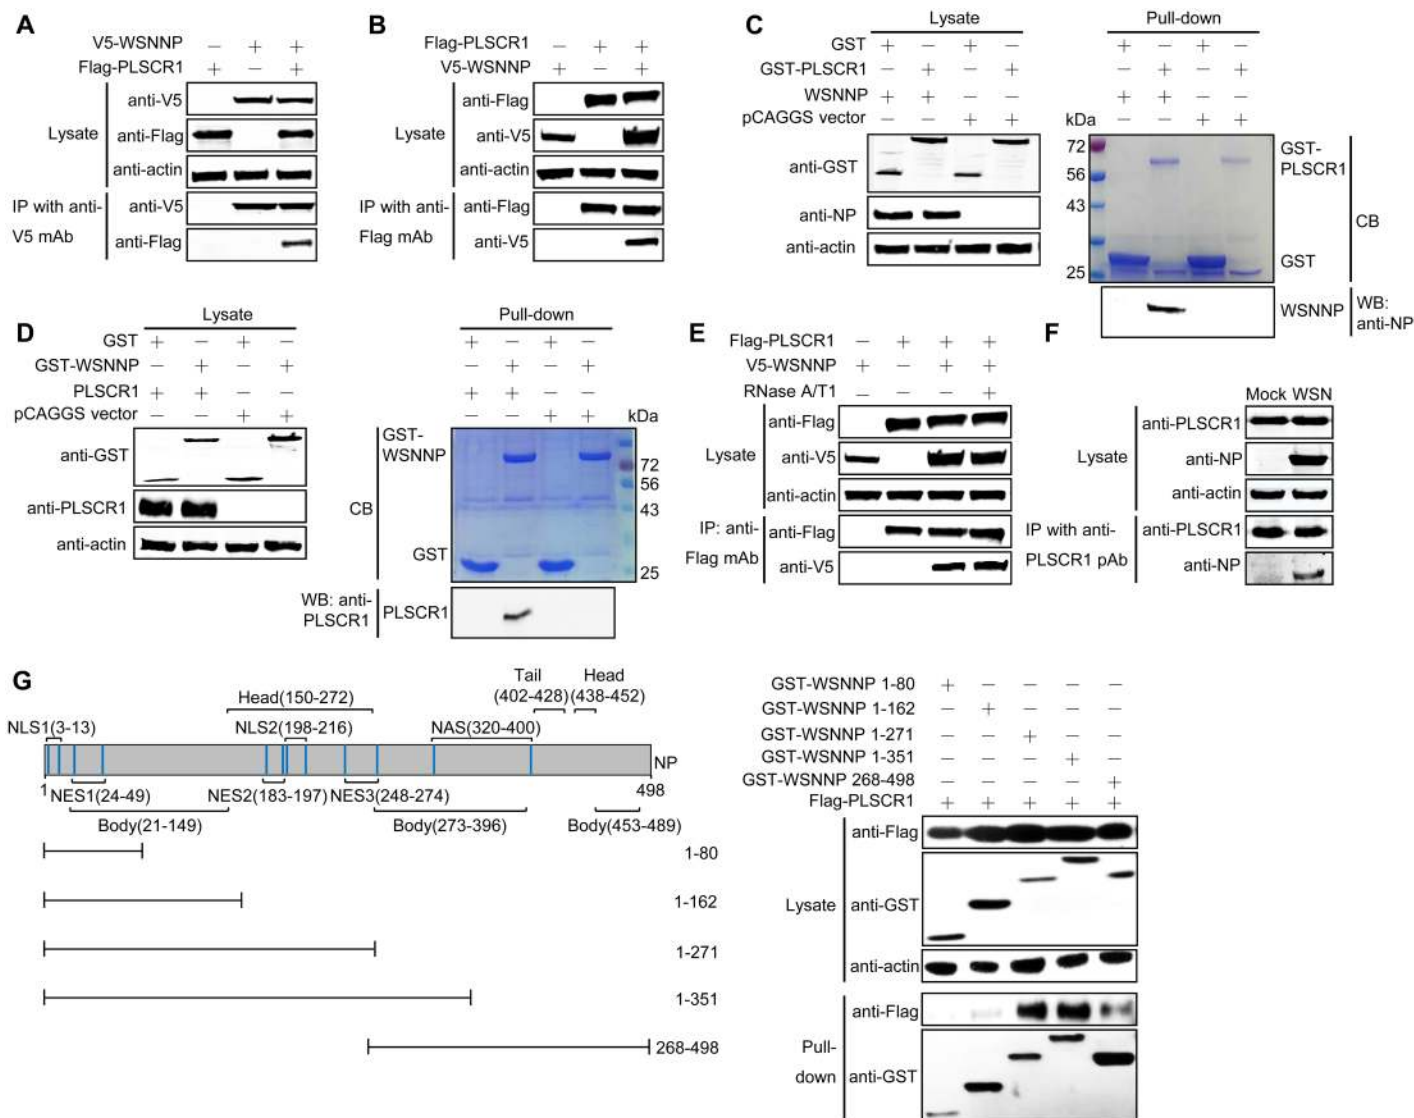 A
V5-WSNNP − + +
Flag-PLSCR1 + − +
Lysate
anti-V5
anti-Flag
anti-actin
IP with anti-
V5 mAb
anti-V5
anti-Flag
B
Flag-PLSCR1 − + +
V5-WSNNP + − +
Lysate
anti-Flag
anti-V5
anti-actin
IP with anti-
Flag mAb
anti-Flag
anti-V5
C
Lysate
Pull-down
GST + − + −
+ − + −
GST-PLSCR1 − + − +
− + − +
WSNNP + + − −
+ + − −
pCAGGS vector − − + +
− − + +
anti-GST
anti-NP
anti-actin
kDa
72
56
43
25
GST-
PLSCR1
CB
GST
WSNNP
WB:
anti-NP
D
Lysate
Pull-down
GST + − + −
+ − + −
GST-WSNNP − + − +
− + − +
PLSCR1 + + − −
+ + − −
pCAGGS vector − − + +
− − + +
anti-GST
anti-PLSCR1
anti-actin
kDa
GST-
WSNNP
72
56
43
25
CB
GST
WB: anti-
PLSCR1
PLSCR1
E
Flag-PLSCR1 − + + +
V5-WSNNP + − + +
RNase A/T1 − − − +
Lysate
anti-Flag
anti-V5
anti-actin
IP: anti-
Flag mAb
anti-Flag
anti-V5
F
Mock WSN
Lysate
anti-PLSCR1
anti-NP
anti-actin
IP with anti-
PLSCR1 pAb
anti-PLSCR1
anti-NP
G
Tail
(402-428)
Head
(438-452)
Head(150-272)
NLS1(3-13)
NLS2(198-216)
NAS(320-400)
NP
1
498
NES1(24-49)
NES2(183-197)
NES3(248-274)
Body(21-149)
Body(273-396)
Body(453-489)
1-80
1-162
1-271
1-351
268-498
GST-WSNNP 1-80 + − − − −
GST-WSNNP 1-162 − + − − −
GST-WSNNP 1-271 − − + − −
GST-WSNNP 1-351 − − − + −
GST-WSNNP 268-498 − − − − +
Flag-PLSCR1 + + + + +
Lysate
anti-Flag
anti-GST
anti-actin
Pull-
down
anti-Flag
anti-GST